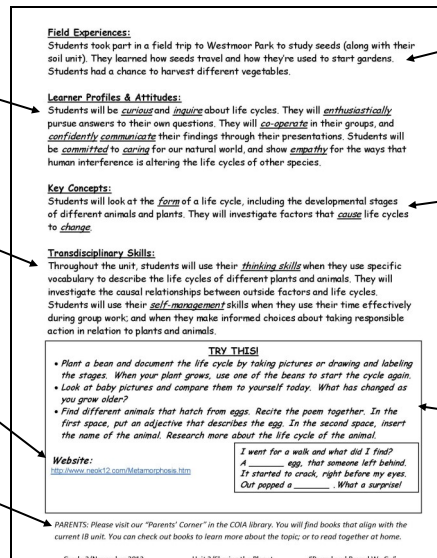 Field Experiences:
Students took part in a field trip to Westmoor Park to study seeds (along with their
soil unit). They learned how seeds travel and how they're used to start gardens.
Students had a chance to harvest different vegetables.
Learner Profiles & Attitudes:
Students will be curious and inquire about life cycles. They will enthusiastically
pursue answers to their own questions. They will co-operate in their groups, and
confidently communicate their findings through their presentations. Students will
be committed to caring for our natural world, and show empathy for the ways that
human interference is altering the life cycles of other species.
Key Concepts:
Students will look at the form of a life cycle, including the developmental stages
of different animals and plants. They will investigate factors that cause life cycles
to change.
Transdisciplinary Skills:
Throughout the unit, students will use their thinking skills when they use specific
vocabulary to describe the life cycles of different plants and animals. They will
investigate the causal relationships between outside factors and life cycles.
Students will use their self-management skills when they use their time effectively
during group work; and when they make informed choices about taking responsible
action in relation to plants and animals.
TRY THIS!
• Plant a bean and document the life cycle by taking pictures or drawing and labeling
the stages. When your plant grows, use one of the beans to start the cycle again.
• Look at baby pictures and compare them to yourself today. What has changed as
you grow older?
• Find different animals that hatch from eggs. Recite the poem together. In the
first space, put an adjective that describes the egg. In the second space, insert
the name of the animal. Research more about the life cycle of the animal.
Website:
http://www.neok12.com/Metamorphosis.htm
I went for a walk and what did I find?
A _______ egg, that someone left behind.
It started to crack, right before my eyes.
Out popped a _______ . What a surprise!
PARENTS: Please visit our "Parents' Corner" in the COIA library. You will find books that align with the
current IB unit. You can check out books to learn more about the topic; or to read together at home.